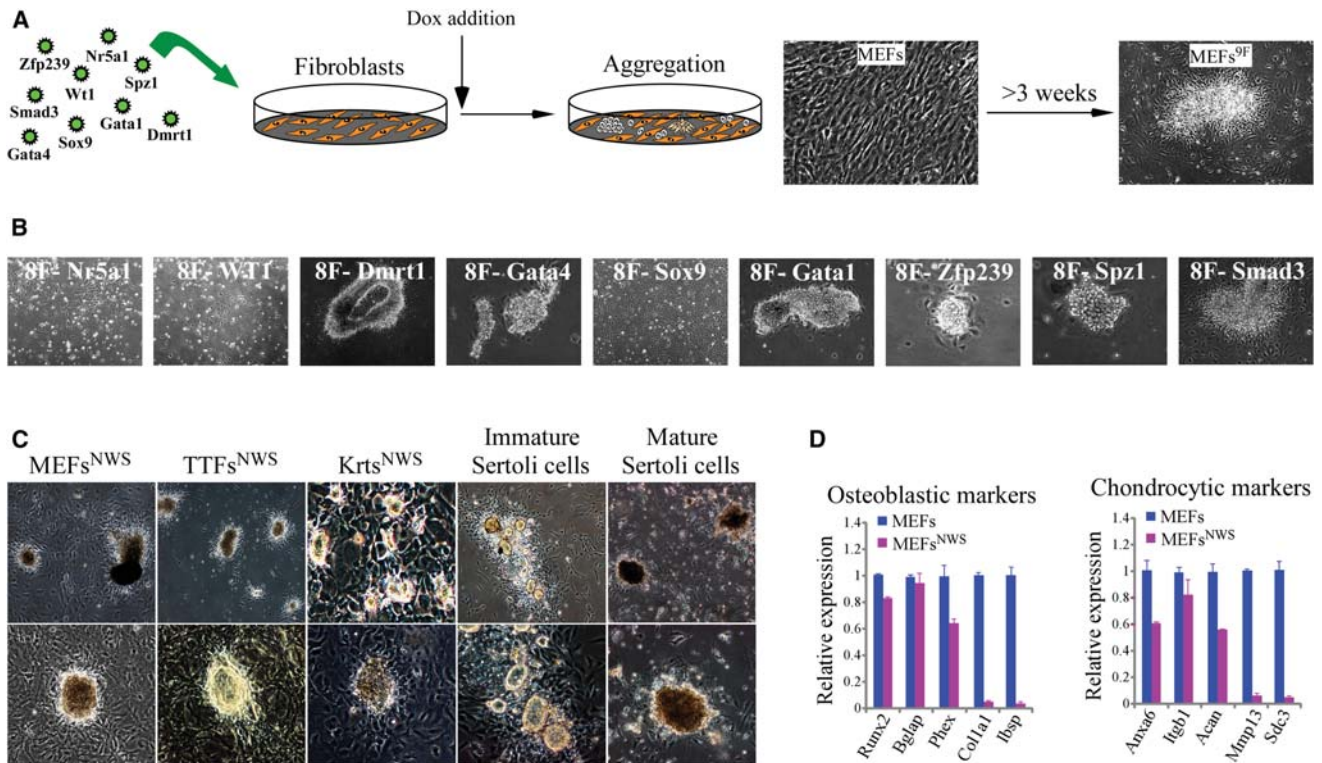 A
Dox addition
Nr5a1
Zfp239
Spz1
Wt1
Smad3
Gata1
Dmrt1
Sox9
Gata4
Fibroblasts
Aggregation
MEFs
>3 weeks
MEFs9F
B
8F- Nr5a1
8F- WT1
8F- Dmrt1
8F- Gata4
8F- Sox9
8F- Gata1
8F- Zfp239
8F- Spz1
8F- Smad3
C
MEFsNWS
TTFsNWS
KrtsNWS
Immature
Sertoli cells
Mature
Sertoli cells
D
Osteoblastic markers
MEFs
MEFsNWS
Relative expression
1.4
1.2
1
0.8
0.6
0.4
0.2
0
Runx2
Bglap
Phex
Col1a1
Ibsp
Chondrocytic markers
MEFs
MEFsNWS
Relative expression
1.4
1.2
1
0.8
0.6
0.4
0.2
0
Anxa6
Itgb1
Acan
Mmp13
Sdc3